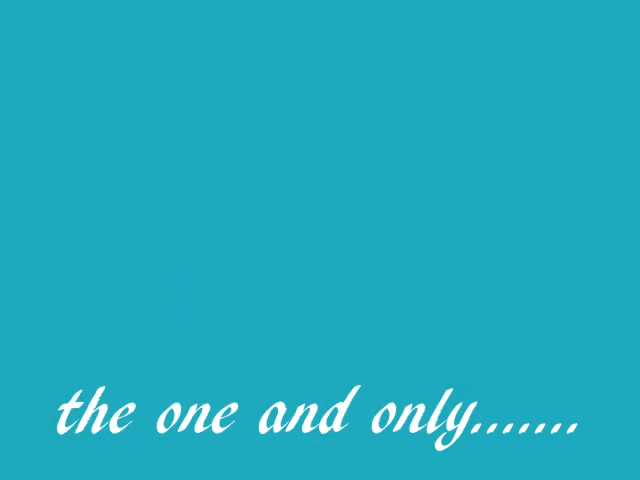 the one and only.......